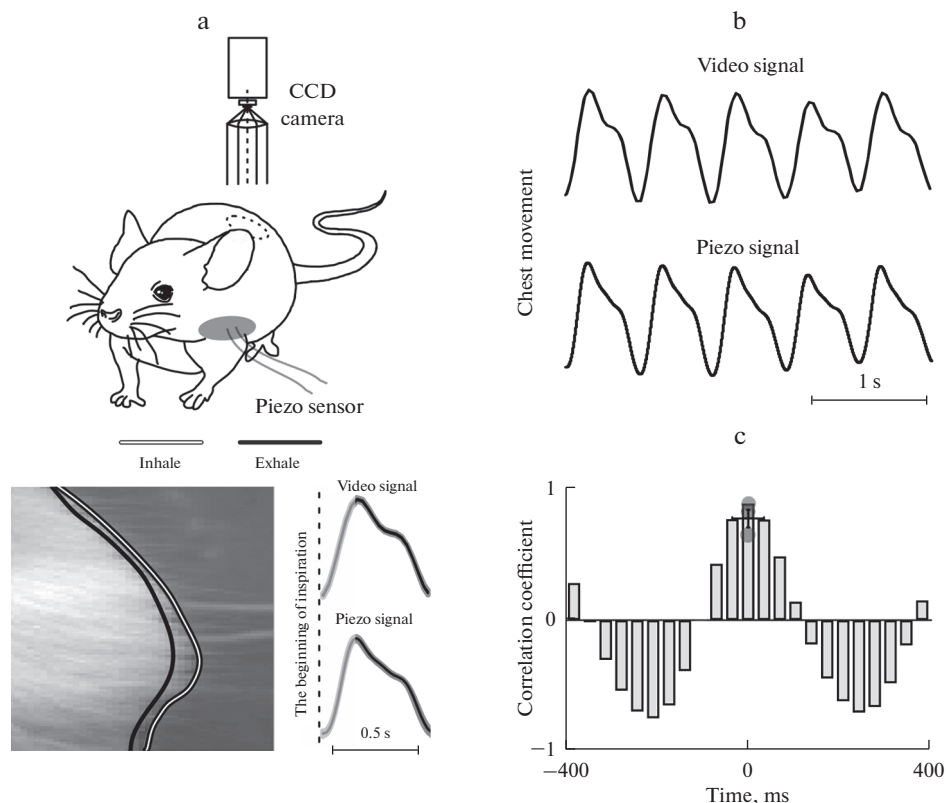 a
CCD
camera
Piezo sensor
Inhale
Exhale
The beginning of inspiration
Video signal
Piezo signal
0.5 s
b
Chest movement
Video signal
Piezo signal
1 s
c
Correlation coefficient
1
0
−1
−400
0
400
Time, ms